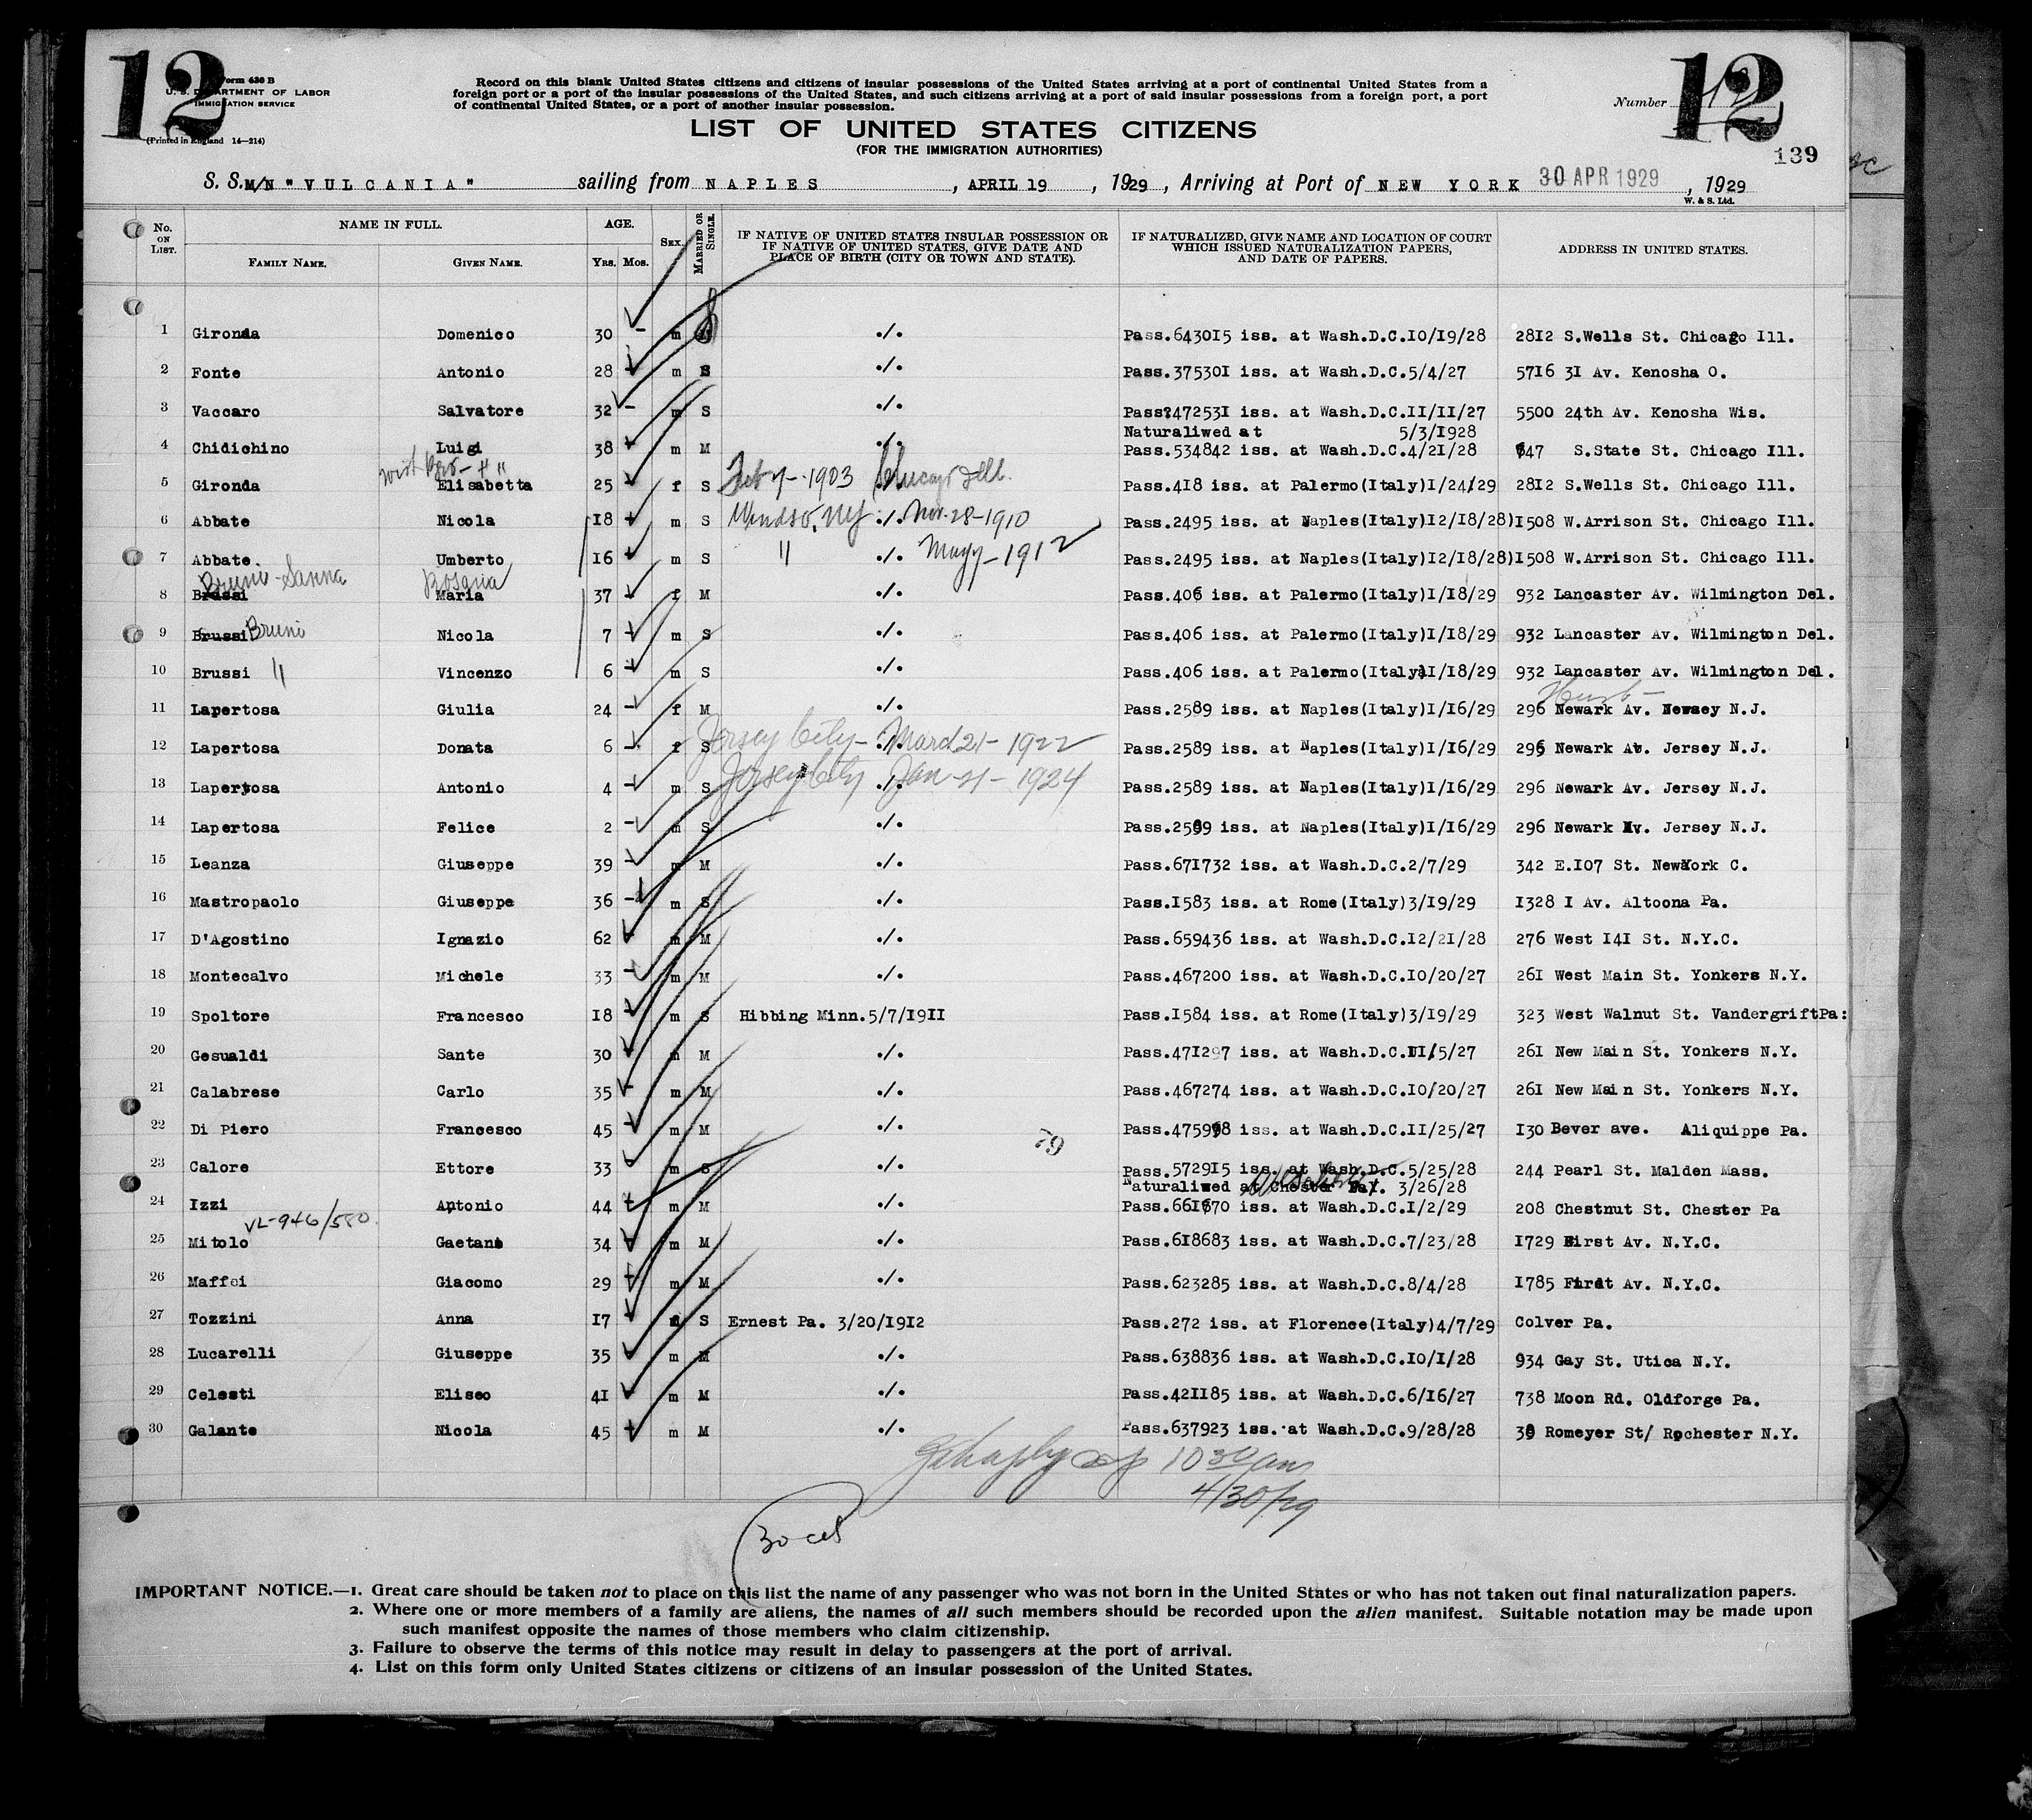 12
Form 630 B
U. S. DEPARTMENT OF LABOR
IMMIGRATION SERVICE
(Printed in England 14—214)
Record on this blank United States citizens and citizens of insular possessions of the United States arriving at a port of continental United States from a
foreign port or a port of the insular possessions of the United States, and such citizens arriving at a port of said insular possessions from a foreign port, a port
of continental United States, or a port of another insular possession.
Number 12
LIST OF UNITED STATES CITIZENS
(FOR THE IMMIGRATION AUTHORITIES)
139
S. S. M/N "VULCANIA" sailing from NAPLES, APRIL 19, 1929, Arriving at Port of NEW YORK 30 APR 1929, 1929
W. & S. Ltd.
No. ON LIST. NAME IN FULL. FAMILY NAME. GIVEN NAME. AGE. YRS. MOS. SEX. MARRIED OR SINGLE. IF NATIVE OF UNITED STATES INSULAR POSSESSION OR IF NATIVE OF UNITED STATES, GIVE DATE AND PLACE OF BIRTH (CITY OR TOWN AND STATE). IF NATURALIZED, GIVE NAME AND LOCATION OF COURT WHICH ISSUED NATURALIZATION PAPERS, AND DATE OF PAPERS. ADDRESS IN UNITED STATES.
1 Gironda Domenico 30 - m ./. Pass.643015 iss. at Wash.D.C.10/19/28 2812 S.Wells St. Chicago Ill.
2 Fonte Antonio 28 - m S ./. Pass.375301 iss. at Wash.D.C.5/4/27 5716 31 Av. Kenosha O.
3 Vaccaro Salvatore 32 - m S ./. Pass.472531 iss. at Wash.D.C.11/11/27 5500 24th Av. Kenosha Wis.
Naturaliwed at 5/3/1928
4 Chidichino Luigi 38 - m M ./. Pass.534842 iss. at Wash.D.C.4/21/28 647 S.State St. Chicago Ill.
5 Gironda Elisabetta 25 - f S Feb 7-1903 Chicago Ill. Pass.418 iss. at Palermo(Italy)1/24/29 2812 S.Wells St. Chicago Ill.
6 Abbate Nicola 18 - m S ./. Nov.28-1910 Pass.2495 iss. at Naples(Italy)12/18/28)1508 W.Arrison St. Chicago Ill.
7 Abbate. Umberto 16 - m S " ./. 1912 Pass.2495 iss. at Naples(Italy)12/18/28)1508 W.Arrison St. Chicago Ill.
Bruni-Sanna Rosaria
8 Brussi Maria 37 - f M ./. Pass.406 iss. at Palermo(Italy)1/18/29 932 Lancaster Av. Wilmington Del.
9 Brussi Bruni Nicola 7 - m S ./. Pass.406 iss. at Palermo(Italy)1/18/29 932 Lancaster Av. Wilmington Del.
10 Brussi " Vincenzo 6 - m S ./. Pass.406 iss. at Palermo(Italy)1/18/29 932 Lancaster Av. Wilmington Del.
11 Lapertosa Giulia 24 - f M ./. Pass.2589 iss. at Naples(Italy)1/16/29 296 Newark Av. Newsey N.J.
12 Lapertosa Donata 6 - f S Jersey City- March 21-1922 Pass.2589 iss. at Naples(Italy)1/16/29 296 Newark Av. Jersey N.J.
13 Lapertosa Antonio 4 - m S Jersey City Jan-21-1924 Pass.2589 iss. at Naples(Italy)1/16/29 296 Newark Av. Jersey N.J.
14 Lapertosa Felice 2 - m S ./. Pass.2589 iss. at Naples(Italy)1/16/29 296 Newark Av. Jersey N.J.
15 Leanza Giuseppe 39 - m M ./. Pass.671732 iss. at Wash.D.C.2/7/29 342 E.107 St. NewYork C.
16 Mastropaolo Giuseppe 36 - m S ./. Pass.1583 iss. at Rome(Italy)3/19/29 1328 1 Av. Altoona Pa.
17 D'Agostino Ignazio 62 - m M ./. Pass.659436 iss. at Wash.D.C.12/21/28 276 West 141 St. N.Y.C.
18 Montecalvo Michele 33 - m M ./. Pass.467200 iss. at Wash.D.C.10/20/27 261 West Main St. Yonkers N.Y.
19 Spoltore Francesco 18 - m S Hibbing Minn.5/7/1911 Pass.1584 iss. at Rome(Italy)3/19/29 323 West Walnut St. VandergriftPa:
20 Gesualdi Sante 30 - m M ./. Pass.471297 iss. at Wash.D.C.11/5/27 261 New Main St. Yonkers N.Y.
21 Calabrese Carlo 35 - m M ./. Pass.467274 iss. at Wash.D.C.10/20/27 261 New Main St. Yonkers N.Y.
22 Di Piero Francesco 45 - m M ./. Pass.475998 iss. at Wash.D.C.11/25/27 130 Bever ave. Aliquippe Pa.
23 Calore Ettore 33 - m S ./. Pass.572915 iss. at Wash.D.C.5/25/28 244 Pearl St. Malden Mass.
Naturaliwed at Chester Pa. 3/26/28
24 Izzi Antonio 44 - m M ./. Pass.661670 iss. at Wash.D.C.1/2/29 208 Chestnut St. Chester Pa
VL-946/580.
25 Mitolo Gaetano 34 - m M ./. Pass.618683 iss. at Wash.D.C.7/23/28 1729 First Av. N.Y.C.
26 Maffei Giacomo 29 - m M ./. Pass.623285 iss. at Wash.D.C.8/4/28 1785 Firdt Av. N.Y.C.
27 Tozzini Anna 17 - f S Ernest Pa. 3/20/1912 Pass.272 iss. at Florence(Italy)4/7/29 Colver Pa.
28 Lucarelli Giuseppe 35 - m M ./. Pass.638836 iss. at Wash.D.C.10/1/28 934 Gay St. Utica N.Y.
29 Celesti Eliseo 41 - m M ./. Pass.421185 iss. at Wash.D.C.6/16/27 738 Moon Rd. Oldforge Pa.
30 Galante Nicola 45 - m M ./. Pass.637923 iss. at Wash.D.C.9/28/28 30 Romeyer St/ Rochester N.Y.
10 30 am
4/30/29
IMPORTANT NOTICE.—1. Great care should be taken not to place on this list the name of any passenger who was not born in the United States or who has not taken out final naturalization papers.
2. Where one or more members of a family are aliens, the names of all such members should be recorded upon the alien manifest. Suitable notation may be made upon
such manifest opposite the names of those members who claim citizenship.
3. Failure to observe the terms of this notice may result in delay to passengers at the port of arrival.
4. List on this form only United States citizens or citizens of an insular possession of the United States.